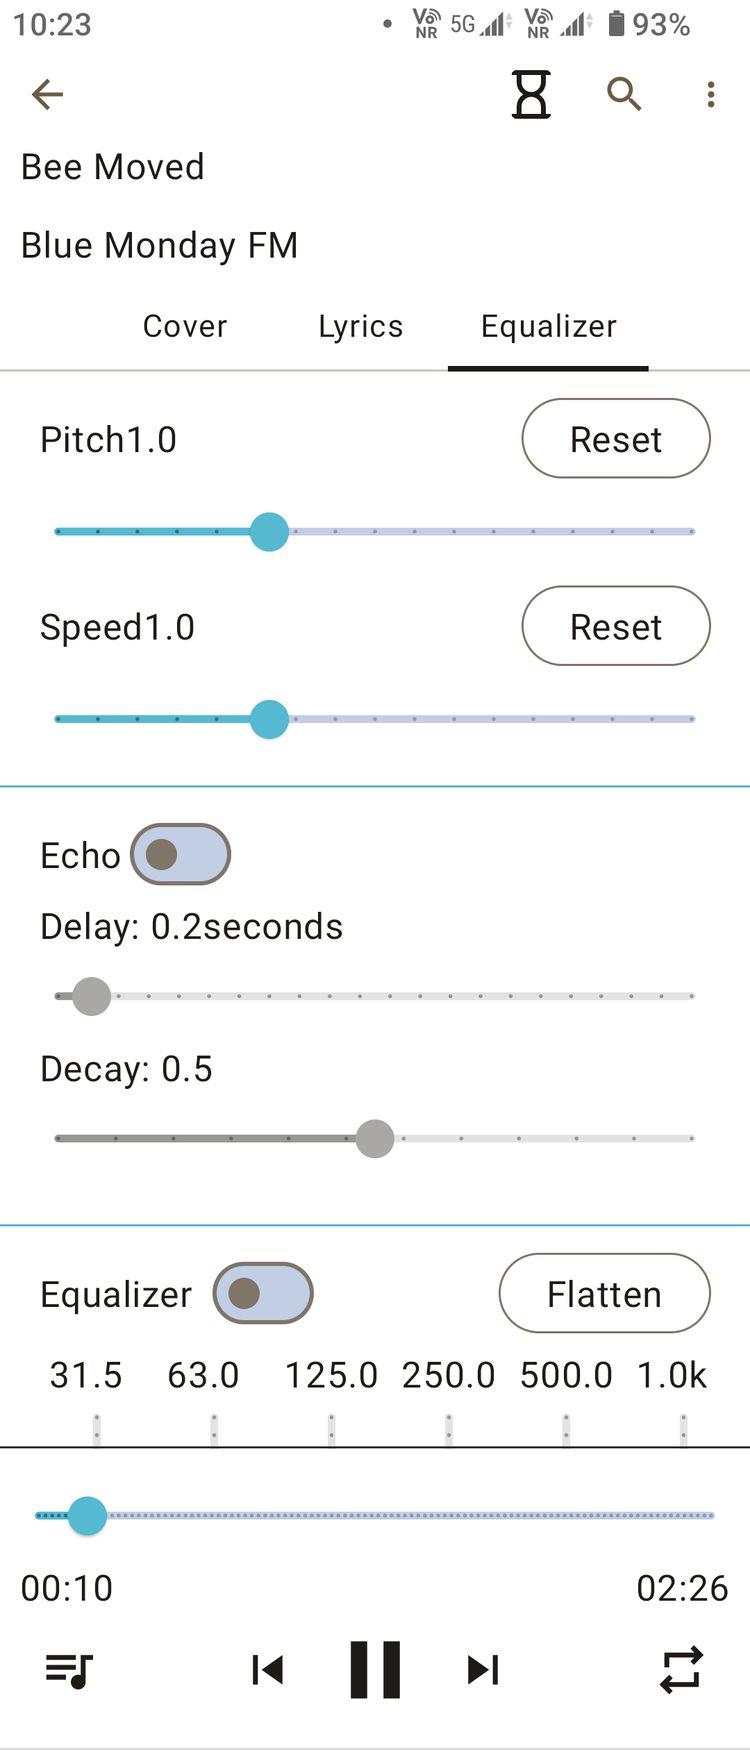 10:23 Vo NR 5G Vo NR 93%
Bee Moved
Blue Monday FM
Cover Lyrics Equalizer
Pitch1.0 Reset
Speed1.0 Reset
Echo
Delay: 0.2seconds
Decay: 0.5
Equalizer Flatten
31.5 63.0 125.0 250.0 500.0 1.0k
00:10 02:26